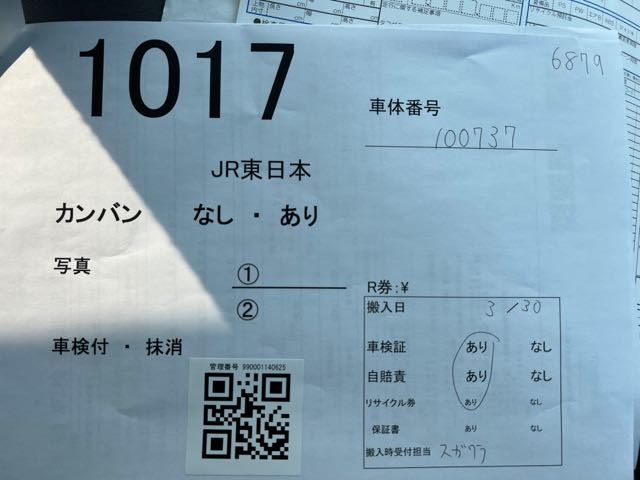 1017
6879
車体番号
100737
JR東日本
カンバン なし ・ あり
写真 ①
②
R券:¥
搬入日 3/30
車検付 ・ 抹消
車検証 あり なし
自賠責 あり なし
リサイクル券 あり なし
保証書 あり なし
搬入時受付担当 スガワラ
管理番号 990001140625